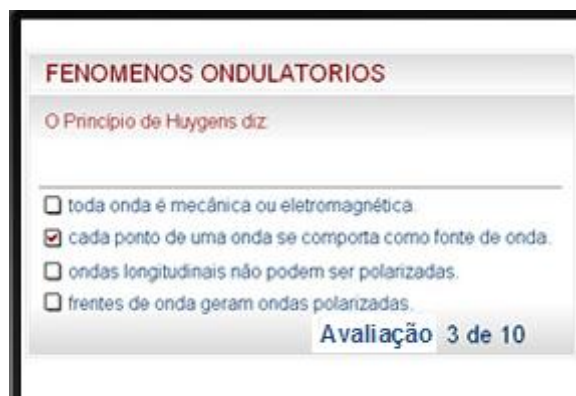 FENOMENOS ONDULATORIOS
O Princípio de Huygens diz:
toda onda é mecânica ou eletromagnética.
cada ponto de uma onda se comporta como fonte de onda.
ondas longitudinais não podem ser polarizadas.
frentes de onda geram ondas polarizadas.
Avaliação 3 de 10